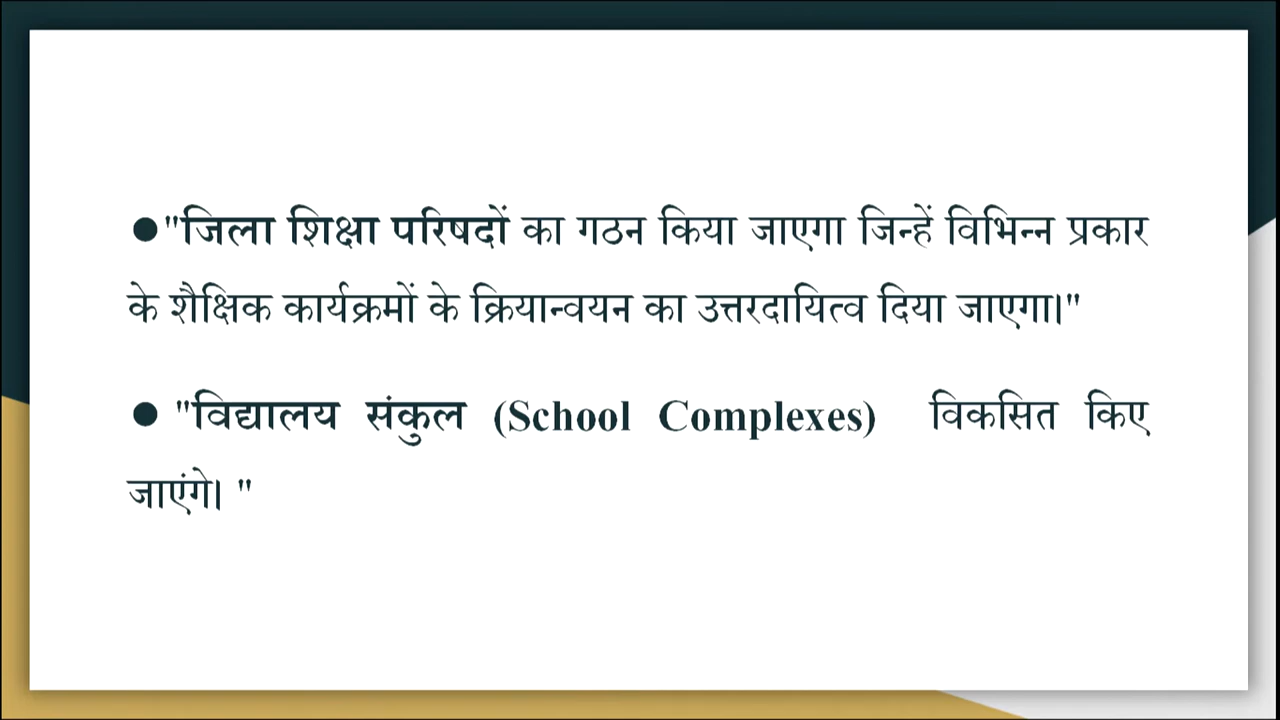 ●"जिला शिक्षा परिषदों का गठन किया जाएगा जिन्हें विभिन्न प्रकार
के शैक्षिक कार्यक्रमों के क्रियान्वयन का उत्तरदायित्व दिया जाएगा।"
● "विद्यालय संकुल (School Complexes) विकसित किए
जाएंगे। "